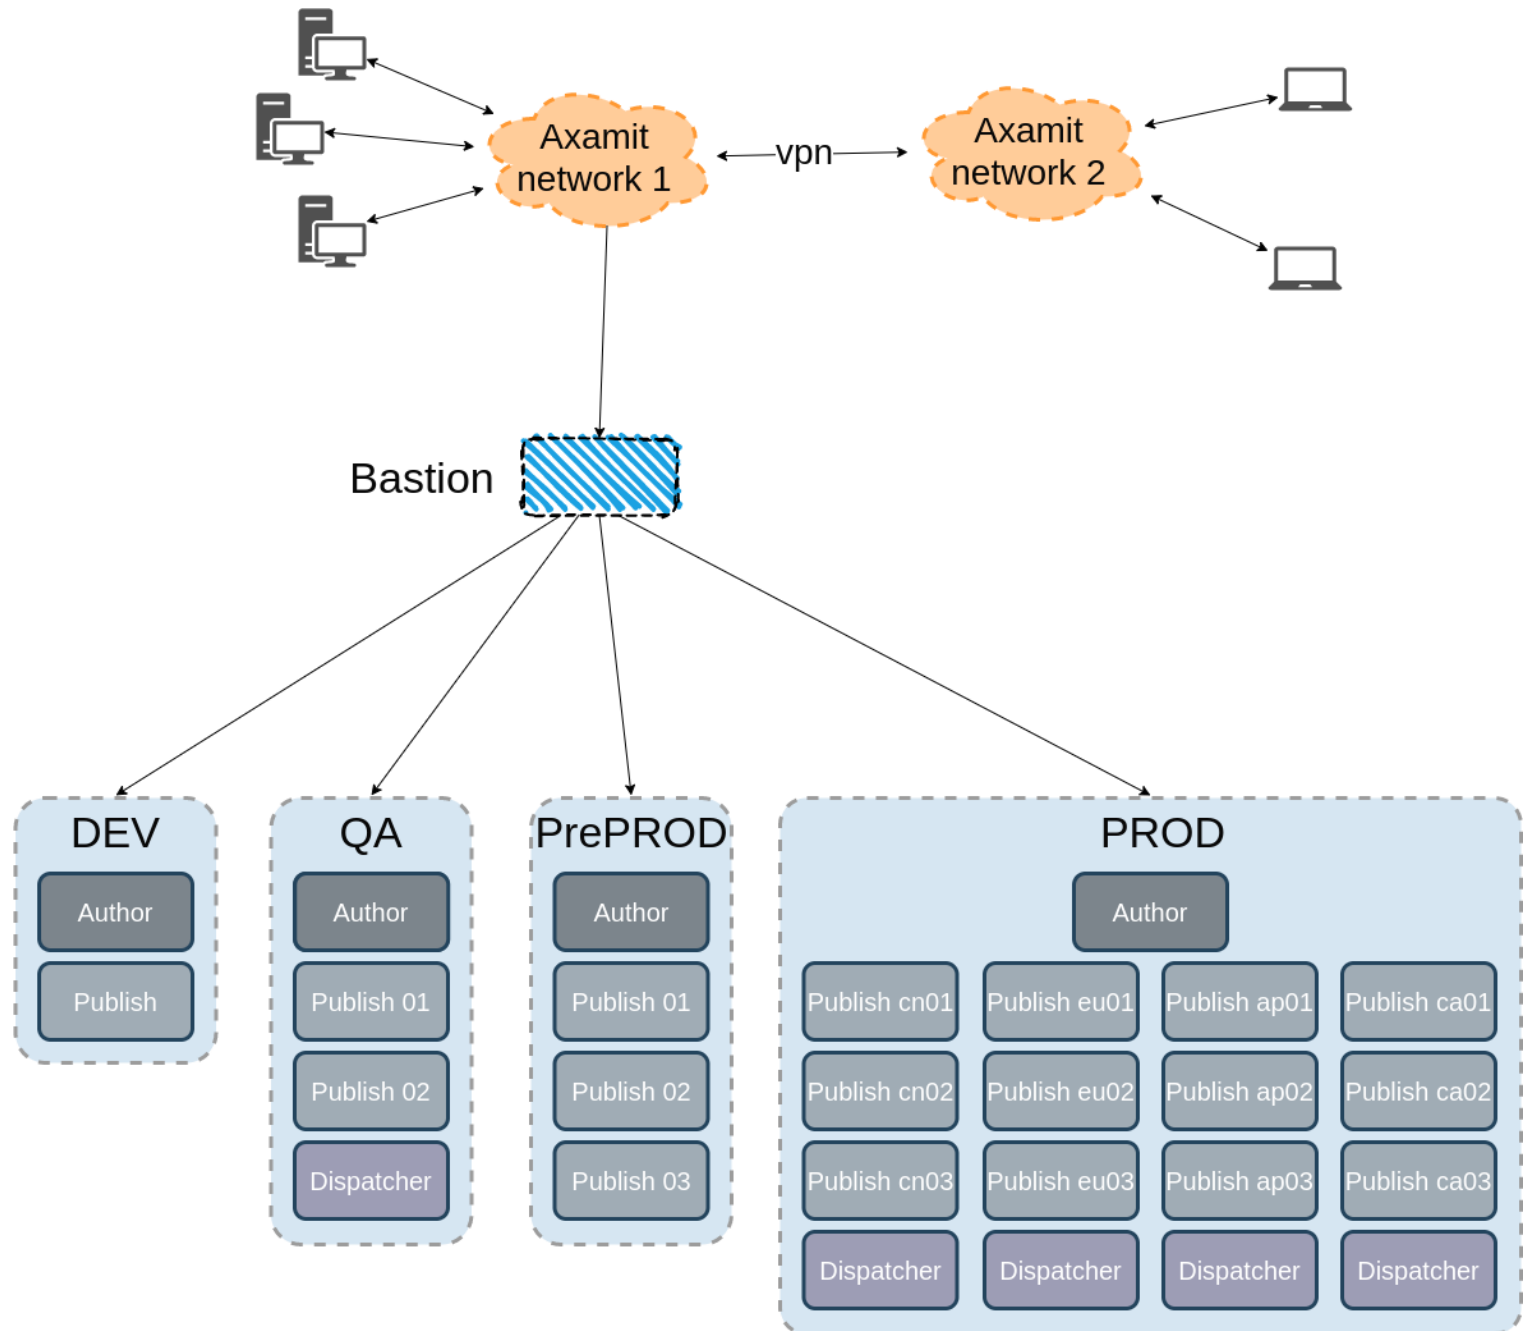 Axamit
network 1
vpn
Axamit
network 2
Bastion
DEV
Author
Publish
QA
Author
Publish 01
Publish 02
Dispatcher
PrePROD
Author
Publish 01
Publish 02
Publish 03
PROD
Author
Publish cn01
Publish eu01
Publish ap01
Publish ca01
Publish cn02
Publish eu02
Publish ap02
Publish ca02
Publish cn03
Publish eu03
Publish ap03
Publish ca03
Dispatcher
Dispatcher
Dispatcher
Dispatcher